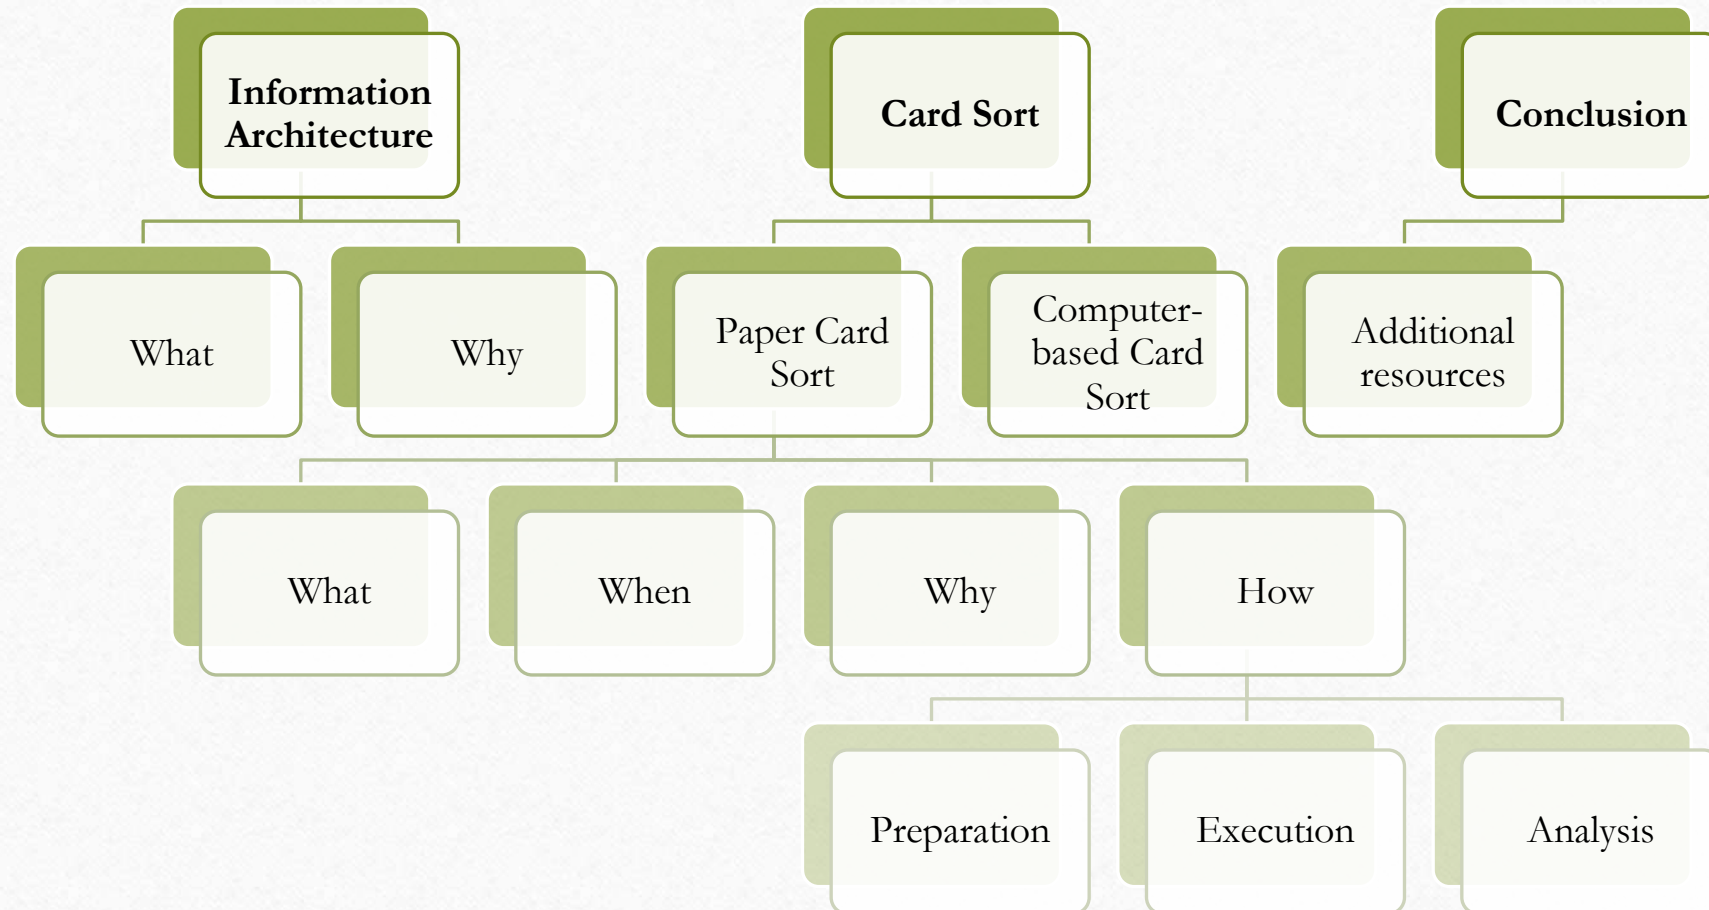 Information
Architecture
Card Sort
Conclusion
What
Why
Paper Card
Sort
Computer-
based Card
Sort
Additional
resources
What
When
Why
How
Preparation
Execution
Analysis